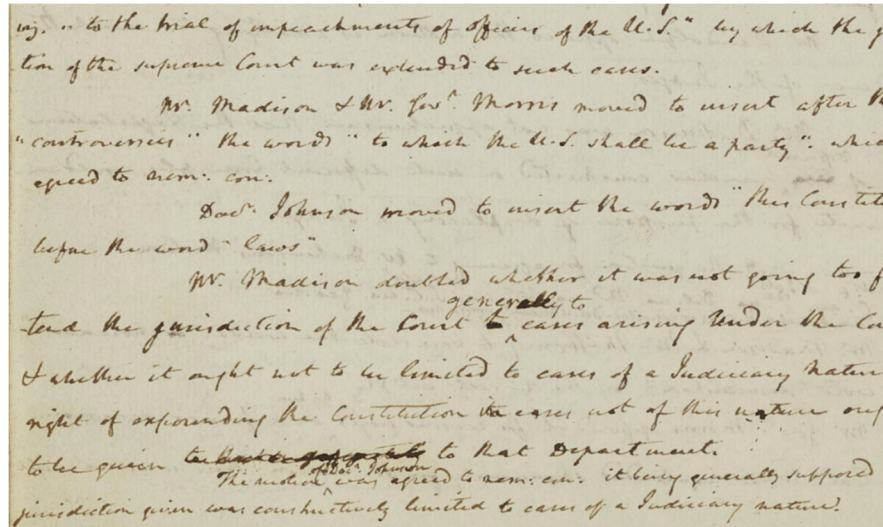 ing. "to the trial of impeachments of officers of the U.S." by which the
tion of the supreme Court was extended to such cases.
Mr. Madison & Mr. Govr. Morris moved to insert after the
"controversies" the words "to which the U.S. shall be a party". which
agreed to nem: con:
Docr. Johnson moved to insert the words "this Constitu
before the word "laws"
Mr. Madison doubted whether it was not going too f
generally to
tend the jurisdiction of the Court cases arising Under the Co
& whether it ought not to be limited to cases of a Judiciary Nature
right of expounding the Constitution in cases not of this nature oug
to be given to that Department.
The motion of Docr. Johnson was agreed to nem: con: it being generally supposed
jurisdiction given was constructively limited to cases of a Judiciary nature.